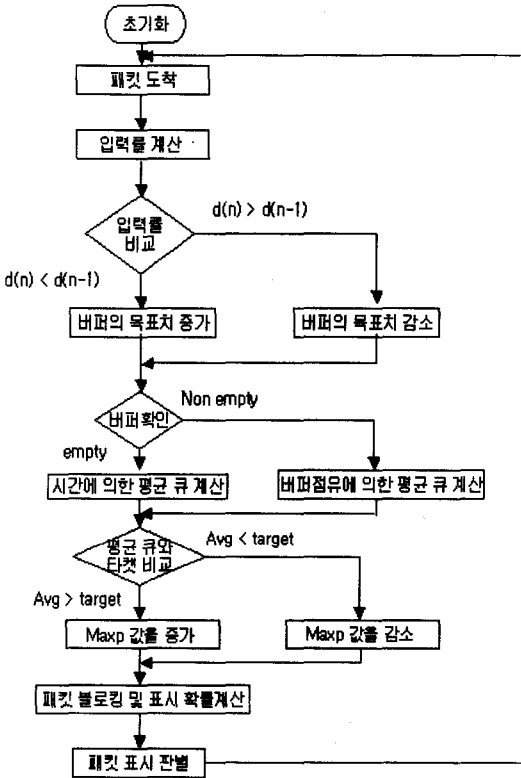 초기화
패킷 도착
입력률 계산
입력률
비교
d(n) > d(n-1)
d(n) < d(n-1)
버퍼의 목표치 증가
버퍼의 목표치 감소
버퍼확인
Non empty
empty
시간에 의한 평균 큐 계산
버퍼점유에 의한 평균 큐 계산
평균 큐와
타캣 비교
Avg < target
Avg > target
Maxp 값을 증가
Maxp 값을 감소
패킷 블로킹 및 표시 확률계산
패킷 표시 판별